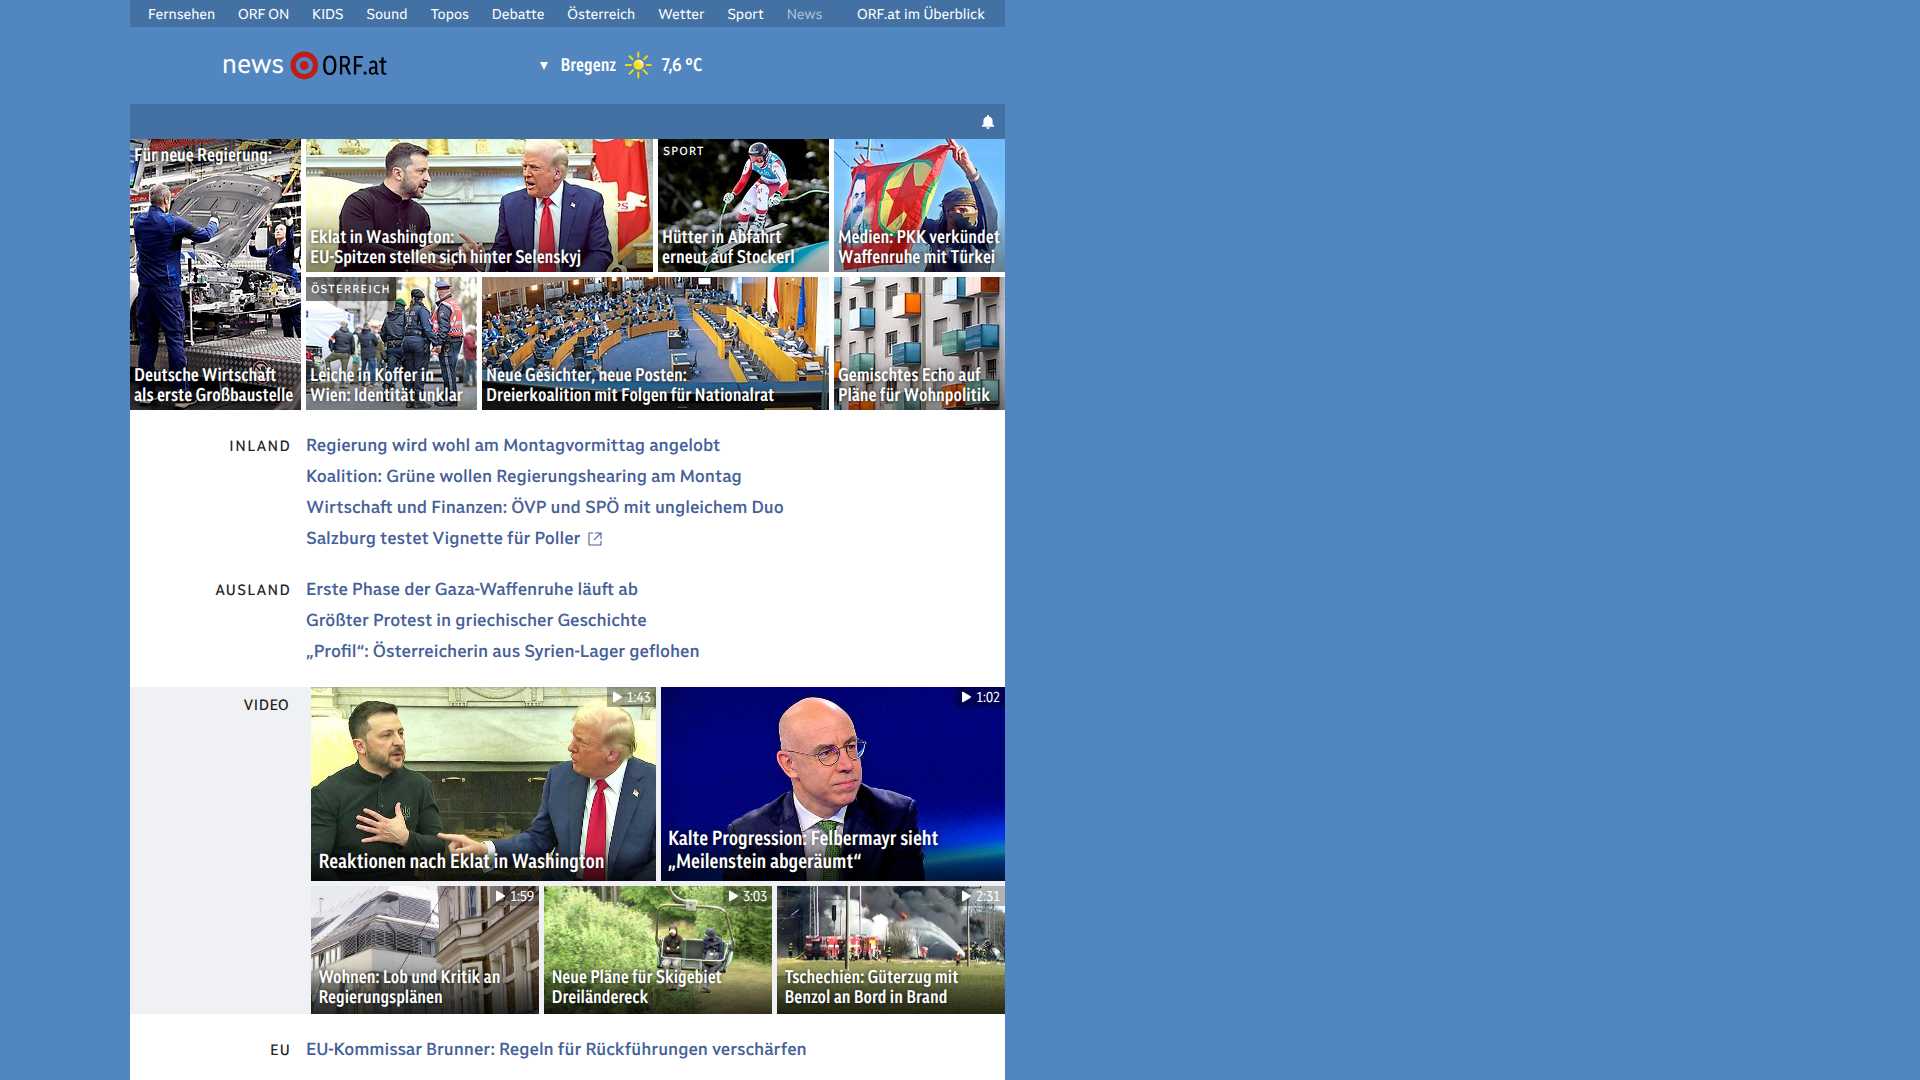 Fernsehen ORF ON KIDS Sound Topos Debatte Österreich Wetter Sport News ORF.at im Überblick
news ORF.at
▼ Bregenz 7,6 °C
Für neue Regierung:
Deutsche Wirtschaft
als erste Großbaustelle
Eklat in Washington:
EU-Spitzen stellen sich hinter Selenskyj
SPORT
Hütter in Abfahrt
erneut auf Stockerl
Medien: PKK verkündet
Waffenruhe mit Türkei
ÖSTERREICH
Leiche in Koffer in
Wien: Identität unklar
Neue Gesichter, neue Posten:
Dreierkoalition mit Folgen für Nationalrat
Gemischtes Echo auf
Pläne für Wohnpolitik
INLAND
Regierung wird wohl am Montagvormittag angelobt
Koalition: Grüne wollen Regierungshearing am Montag
Wirtschaft und Finanzen: ÖVP und SPÖ mit ungleichem Duo
Salzburg testet Vignette für Poller
AUSLAND
Erste Phase der Gaza-Waffenruhe läuft ab
Größter Protest in griechischer Geschichte
„Profil“: Österreicherin aus Syrien-Lager geflohen
VIDEO
1:43
Reaktionen nach Eklat in Washington
1:02
Kalte Progression: Felbermayr sieht
„Meilenstein abgeräumt“
1:59
Wohnen: Lob und Kritik an
Regierungsplänen
3:03
Neue Pläne für Skigebiet
Dreiländereck
2:31
Tschechien: Güterzug mit
Benzol an Bord in Brand
EU
EU-Kommissar Brunner: Regeln für Rückführungen verschärfen